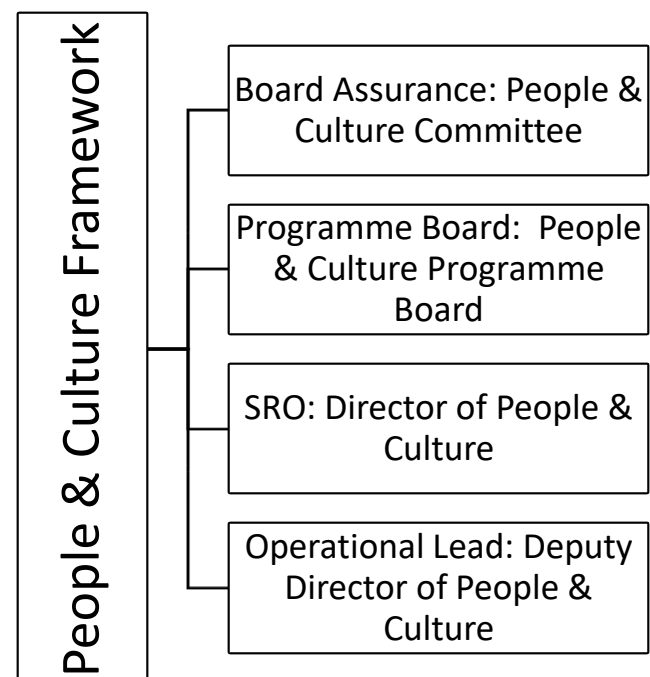 People & Culture Framework
Board Assurance: People &
Culture Committee
Programme Board:  People
& Culture Programme
Board
SRO: Director of People &
Culture
Operational Lead: Deputy
Director of People &
Culture